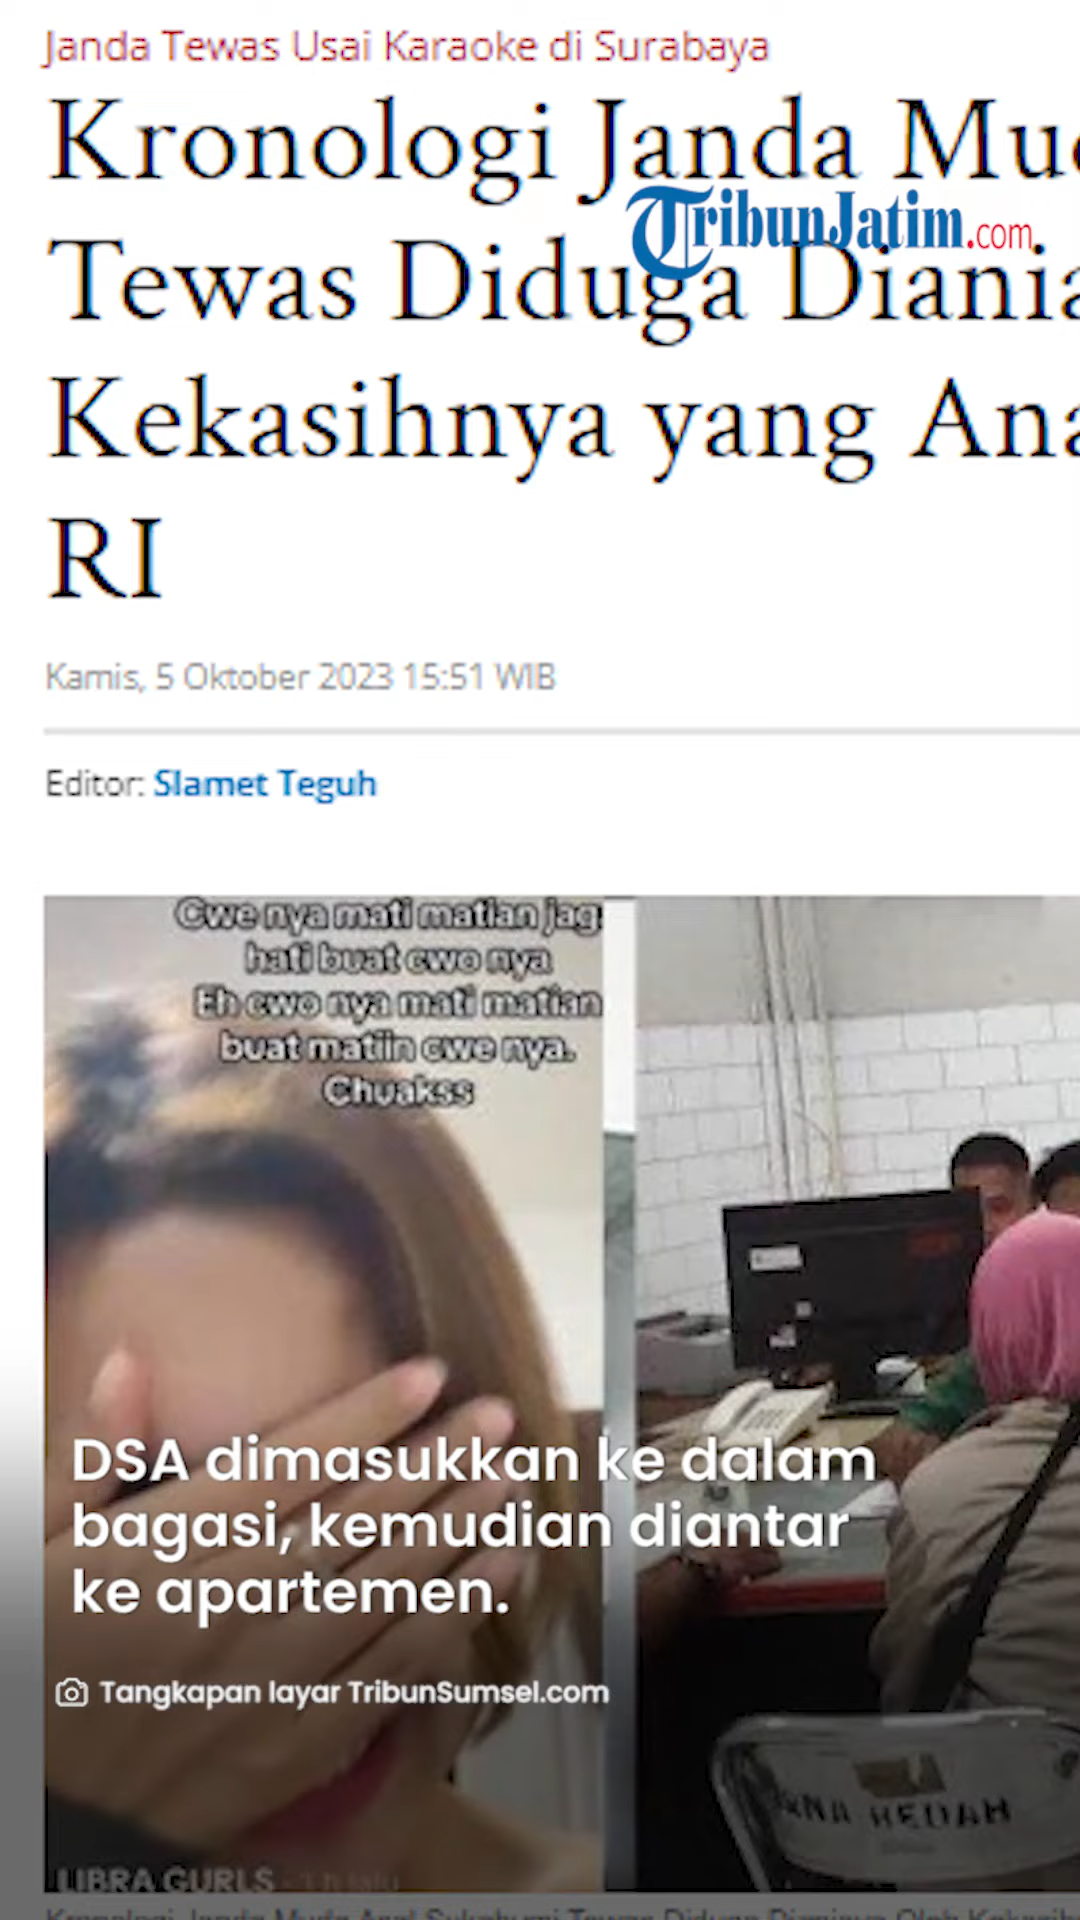 Janda Tewas Usai Karaoke di Surabaya
Kronologi Janda Mu
TribunJatim.com
Tewas Diduga Diania
Kekasihnya yang Ana
RI
Kamis, 5 Oktober 2023 15:51 WIB
Editor: Slamet Teguh
Cwe nya mati matian jag
hati buat cwo nya
Eh cwo nya mati matian
buat matiin cwe nya.
Chuakss
DSA dimasukkan ke dalam
bagasi, kemudian diantar
ke apartemen.
Tangkapan layar TribunSumsel.com
LIBRA GURLS